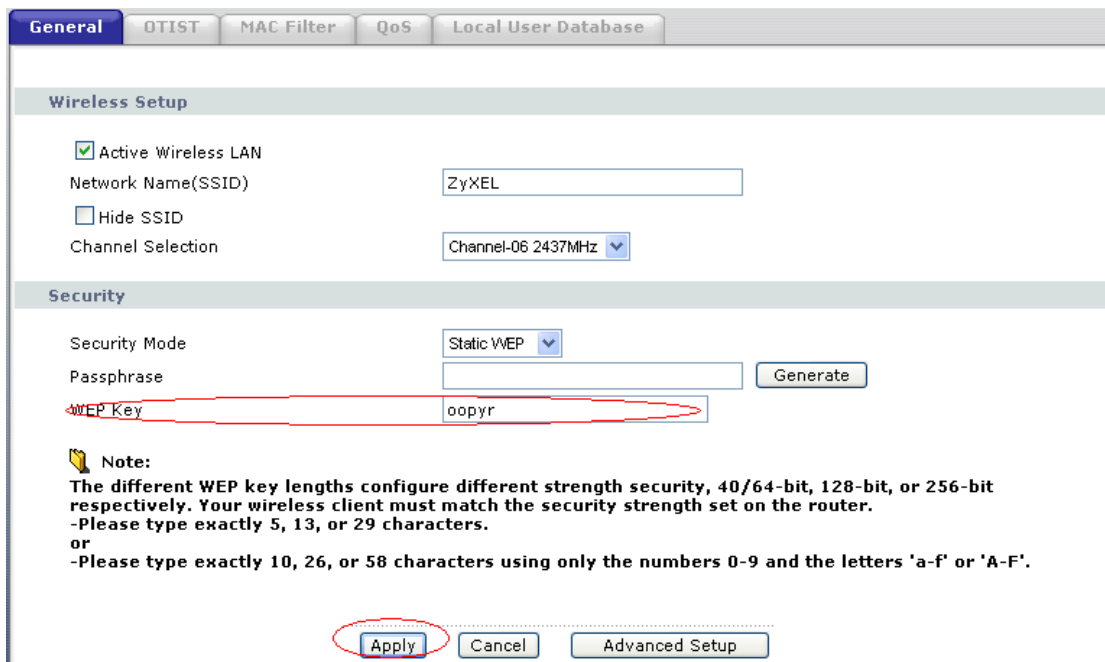 General OTIST MAC Filter QoS Local User Database
Wireless Setup
Active Wireless LAN
Network Name(SSID) ZyXEL
Hide SSID
Channel Selection Channel-06 2437MHz
Security
Security Mode Static WEP
Passphrase Generate
WEP Key oopyr
Note:
The different WEP key lengths configure different strength security, 40/64-bit, 128-bit, or 256-bit
respectively. Your wireless client must match the security strength set on the router.
-Please type exactly 5, 13, or 29 characters.
or
-Please type exactly 10, 26, or 58 characters using only the numbers 0-9 and the letters 'a-f' or 'A-F'.
Apply Cancel Advanced Setup